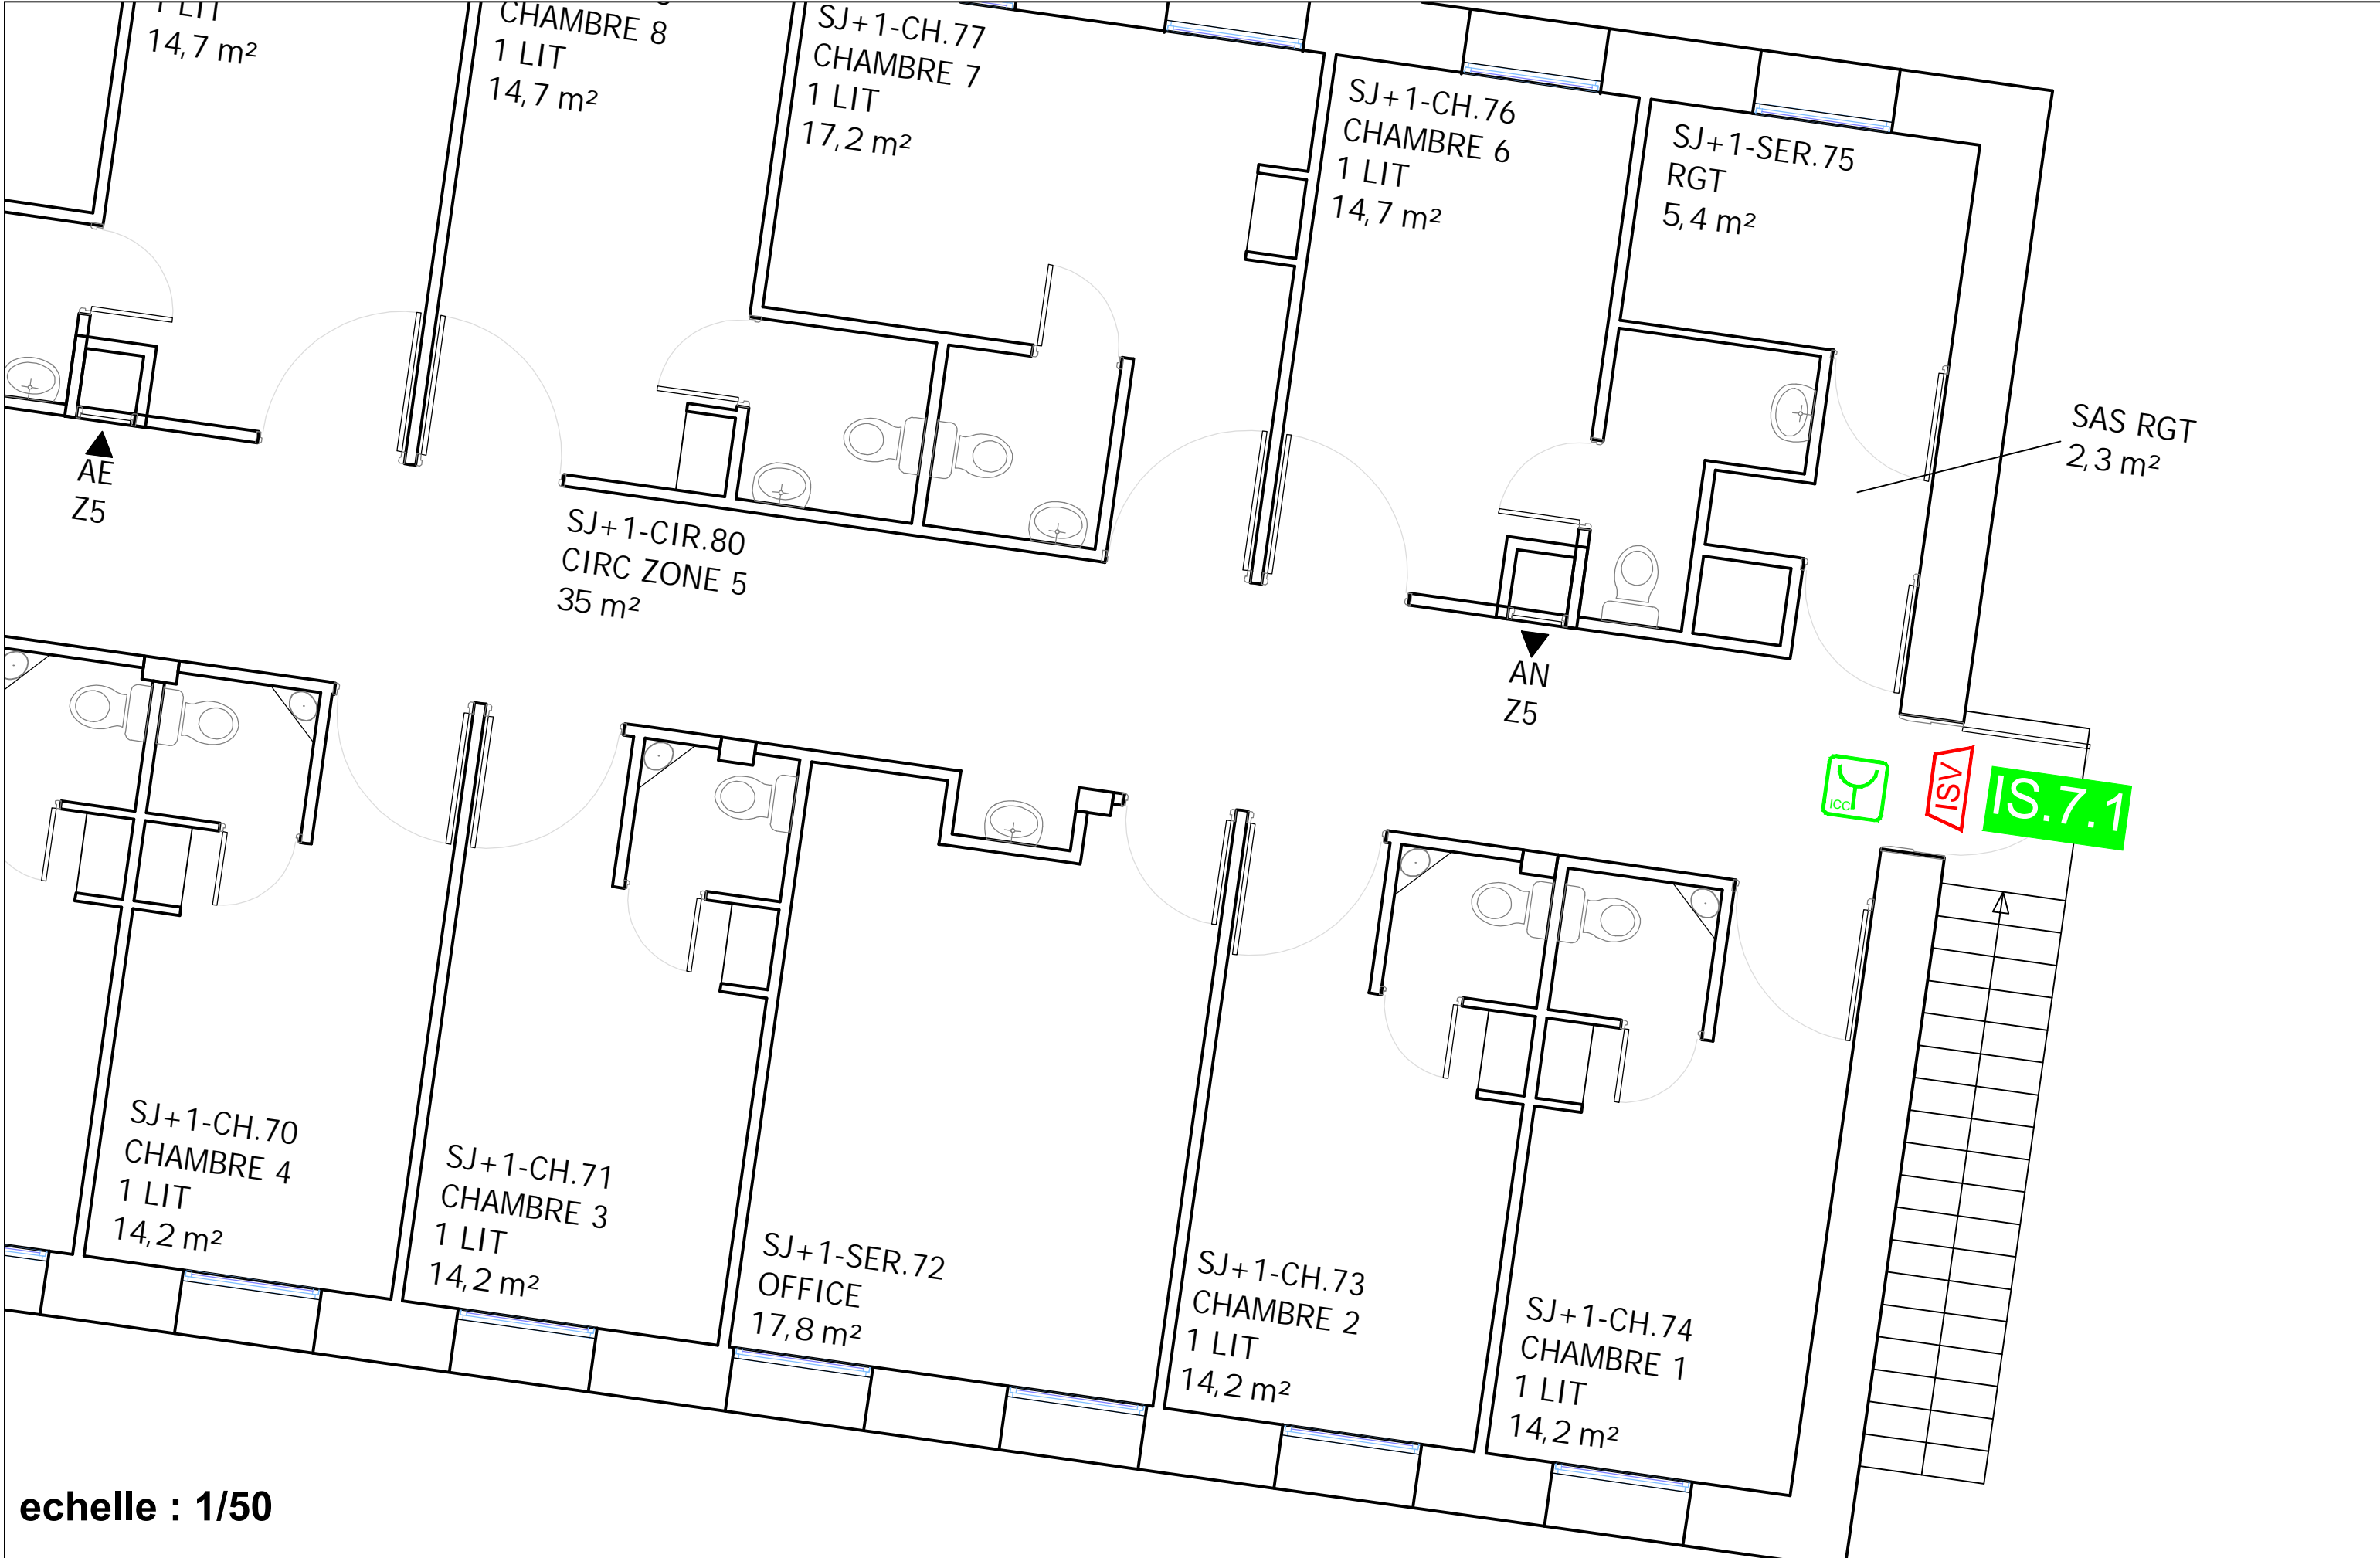 1 LIT
14,7 m²
CHAMBRE 8
1 LIT
14,7 m²
SJ+1-CH.77
CHAMBRE 7
1 LIT
17,2 m²
SJ+1-CH.76
CHAMBRE 6
1 LIT
14,7 m²
SJ+1-SER.75
RGT
5,4 m²
SAS RGT
2,3 m²
AE
Z5
SJ+1-CIR.80
CIRC ZONE 5
35 m²
AN
Z5
ICC
ISV
IS.7.1
SJ+1-CH.70
CHAMBRE 4
1 LIT
14,2 m²
SJ+1-CH.71
CHAMBRE 3
1 LIT
14,2 m²
SJ+1-SER.72
OFFICE
17,8 m²
SJ+1-CH.73
CHAMBRE 2
1 LIT
14,2 m²
SJ+1-CH.74
CHAMBRE 1
1 LIT
14,2 m²
echelle : 1/50